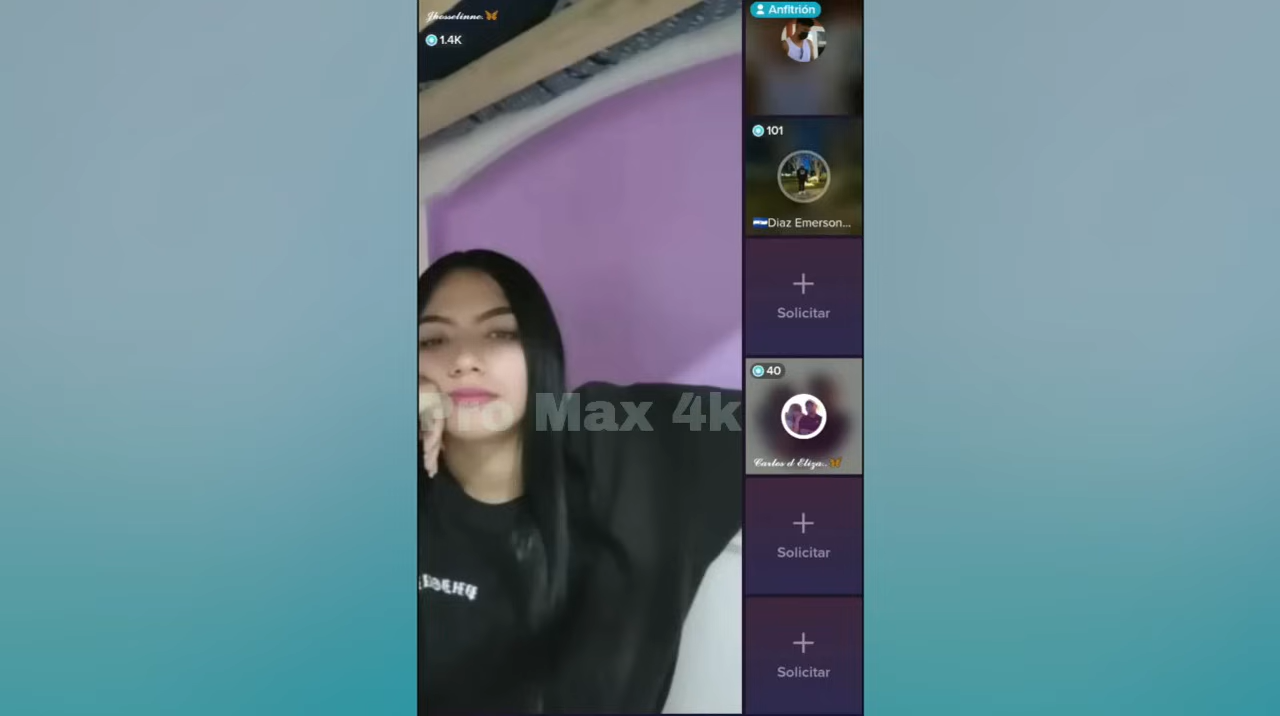 Jhosselinne.🦋
1.4K
Anfitrión
101
🇸🇻Diaz Emerson...
Solicitar
40
Carlos d Eliza..🦋
Solicitar
Solicitar
Pro Max 4k